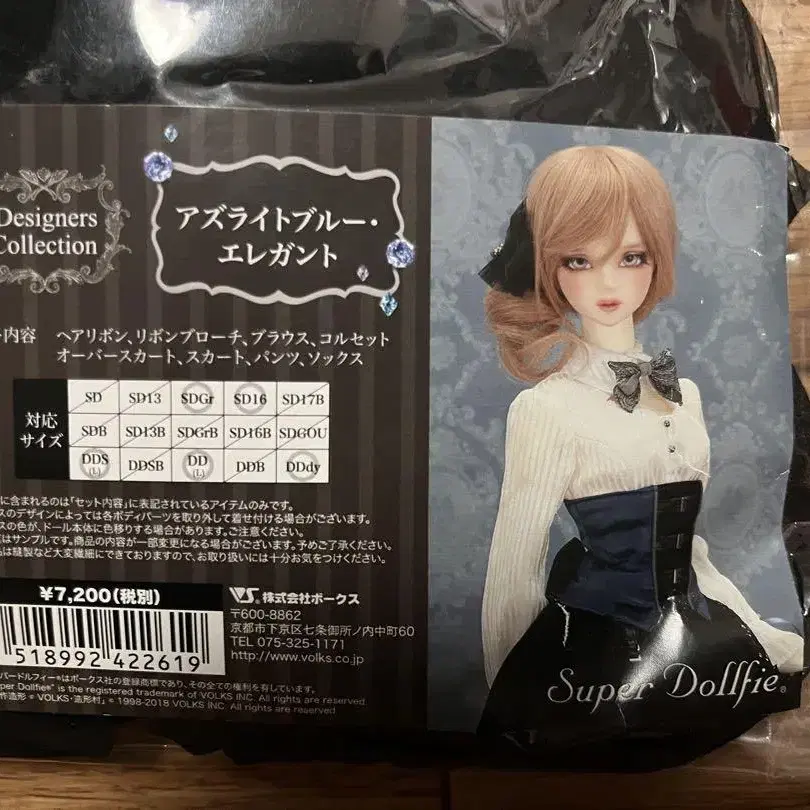 Designers
Collection
アズライトブルー・
エレガント
内容 ヘアリボン、リボンブローチ、ブラウス、コルセット
オーバースカート、スカート、パンツ、ソックス
対応
サイズ
SD SD13 SDGr SD16 SD17B
SDB SD13B SDGrB SD16B SDGOU
DDS(L) DDSB DD(L) DDB DDdy
に含まれるのは「セット内容」に表記されているアイテムのみです。
スのデザインによっては各ボディパーツを取り外して着せ付ける場合がございます。
スの色が、ドール本体に色移りする場合があります。ご注意ください。
はサンプルです。商品の内容が一部変更になる場合がございます。予めご了承ください。
は縫製など大変繊細にできておりますので、お取り扱いには十分お気をつけください。
¥7,200(税別)
518992 422619
VS 株式会社ボークス
〒600-8862
京都市下京区七条御所ノ内中町60
TEL 075-325-1171
http://www.volks.co.jp
パードルフィー®はボークス社の登録商標であり、その全ての権利を有しています。
per Dollfie® is the registered trademark of VOLKS INC. All rights are reserved
作造形 © VOLKS・造形村 © 1998-2018 VOLKS INC. All rights are reserved
Super Dollfie®